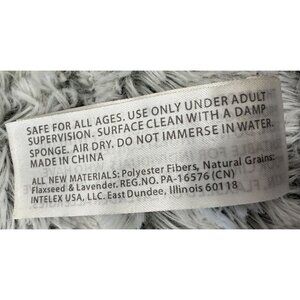 SAFE FOR ALL AGES. USE ONLY UNDER ADULT
SUPERVISION. SURFACE CLEAN WITH A DAMP
SPONGE. AIR DRY. DO NOT IMMERSE IN WATER.
MADE IN CHINA
ALL NEW MATERIALS: Polyester Fibers, Natural Grains:
Flaxseed & Lavender. REG.NO. PA-16576 (CN)
INTELEX USA, LLC. East Dundee, Illinois 60118